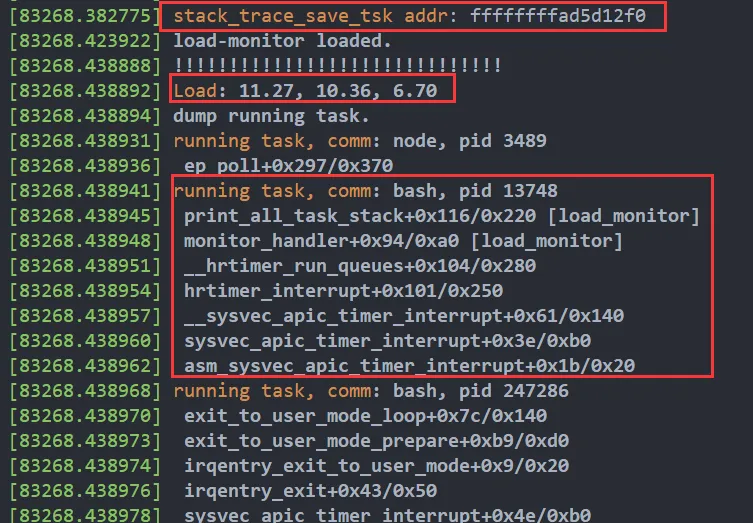 [83268.382775] stack_trace_save_tsk addr: ffffffffad5d12f0
[83268.423922] load-monitor loaded.
[83268.438888] !!!!!!!!!!!!!!!!!!!!!!!!!!!!!!
[83268.438892] Load: 11.27, 10.36, 6.70
[83268.438894] dump running task.
[83268.438931] running task, comm: node, pid 3489
[83268.438936]  ep_poll+0x297/0x370
[83268.438941] running task, comm: bash, pid 13748
[83268.438945]  print_all_task_stack+0x116/0x220 [load_monitor]
[83268.438948]  monitor_handler+0x94/0xa0 [load_monitor]
[83268.438951]  __hrtimer_run_queues+0x104/0x280
[83268.438954]  hrtimer_interrupt+0x101/0x250
[83268.438957]  __sysvec_apic_timer_interrupt+0x61/0x140
[83268.438960]  sysvec_apic_timer_interrupt+0x3e/0xb0
[83268.438962]  asm_sysvec_apic_timer_interrupt+0x1b/0x20
[83268.438968] running task, comm: bash, pid 247286
[83268.438970]  exit_to_user_mode_loop+0x7c/0x140
[83268.438973]  exit_to_user_mode_prepare+0xb9/0xd0
[83268.438974]  irqentry_exit_to_user_mode+0x9/0x20
[83268.438976]  irqentry_exit+0x43/0x50
[83268.438978]  sysvec_apic_timer_interrupt+0x4e/0xb0